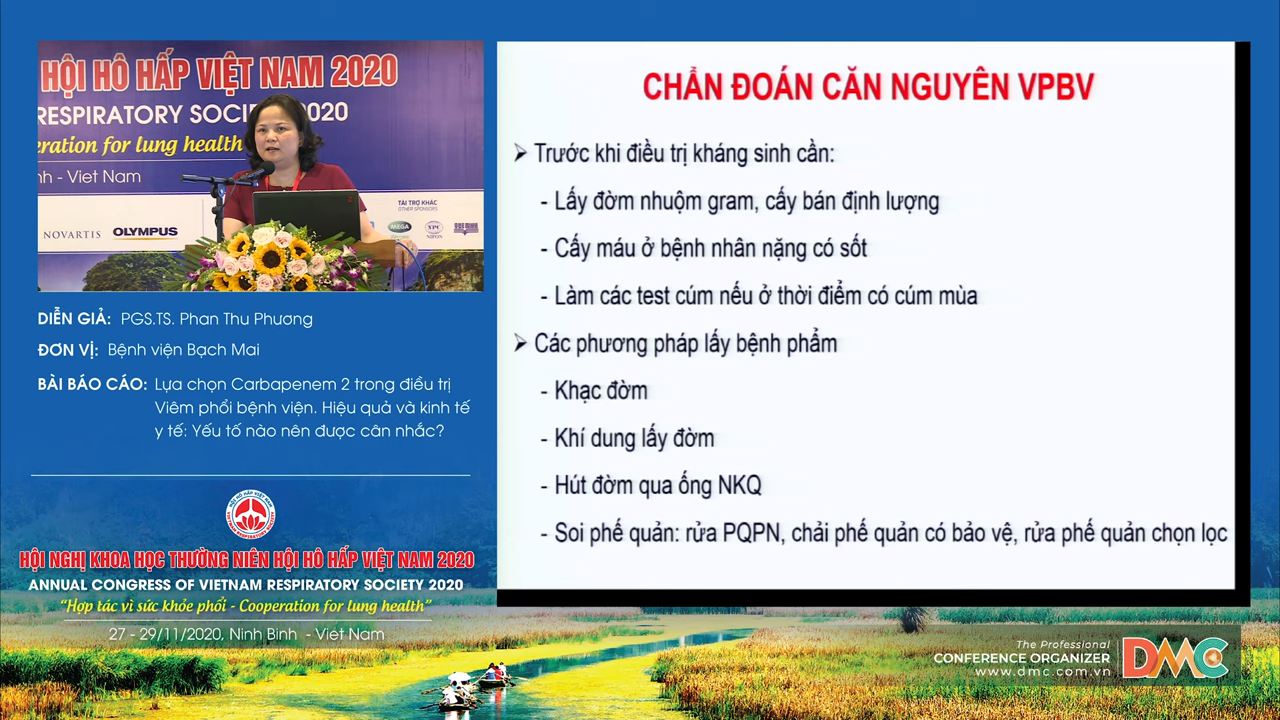 HỘI HÔ HẤP VIỆT NAM 2020
RESPIRATORY SOCIETY 2020
eration for lung health
nh - Viet Nam
TÀI TRỢ KHÁC
OTHER SPONSORS
NOVARTIS
OLYMPUS
MEGA
DIỄN GIẢ: PGS.TS. Phan Thu Phương
ĐƠN VỊ: Bệnh viện Bạch Mai
BÀI BÁO CÁO: Lựa chọn Carbapenem 2 trong điều trị
Viêm phổi bệnh viện. Hiệu quả và kinh tế
y tế: Yếu tố nào nên được cân nhắc?
HỘI NGHỊ KHOA HỌC THƯỜNG NIÊN HỘI HÔ HẤP VIỆT NAM 2020
ANNUAL CONGRESS OF VIETNAM RESPIRATORY SOCIETY 2020
“Hợp tác vì sức khỏe phổi - Cooperation for lung health”
27 - 29/11/2020, Ninh Bình - Viet Nam
CHẨN ĐOÁN CĂN NGUYÊN VPBV
➢ Trước khi điều trị kháng sinh cần:
- Lấy đờm nhuộm gram, cấy bán định lượng
- Cấy máu ở bệnh nhân nặng có sốt
- Làm các test cúm nếu ở thời điểm có cúm mùa
➢ Các phương pháp lấy bệnh phẩm
- Khạc đờm
- Khí dung lấy đờm
- Hút đờm qua ống NKQ
- Soi phế quản: rửa PQPN, chải phế quản có bảo vệ, rửa phế quản chọn lọc
The Professional
CONFERENCE ORGANIZER
www.dmc.com.vn
DMC